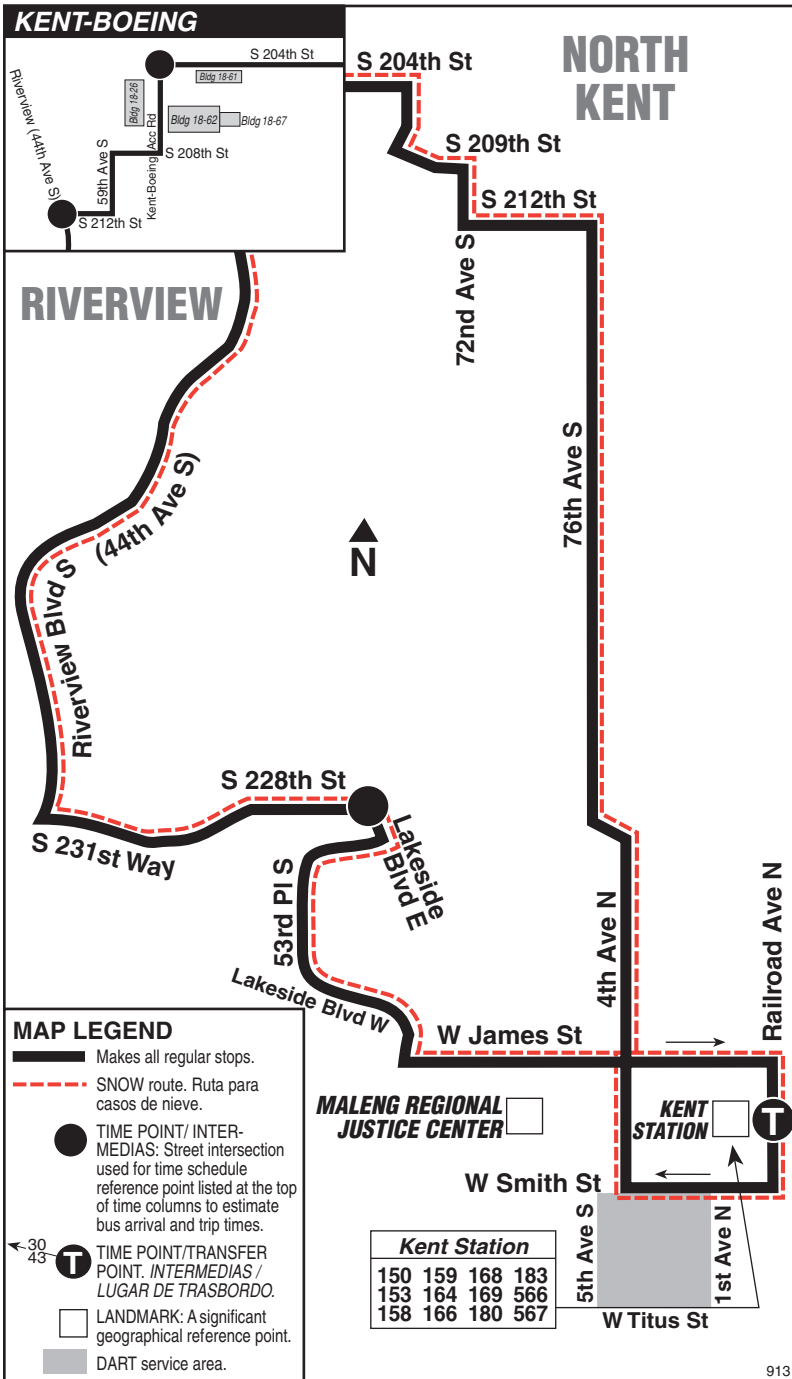 KENT-BOEING
S 204th St
Bldg 18-61
Bldg 18-26
Bldg 18-62
Bldg 18-67
Riverview (44th Ave S)
59th Ave S
Kent-Boeing Acc Rd
S 208th St
S 212th St
S 204th St
NORTH
KENT
S 209th St
S 212th St
72nd Ave S
RIVERVIEW
76th Ave S
(44th Ave S)
Riverview Blvd S
N
S 228th St
S 231st Way
Lakeside
Blvd E
53rd Pl S
Lakeside Blvd W
4th Ave N
Railroad Ave N
W James St
MALENG REGIONAL
JUSTICE CENTER
KENT
STATION
T
W Smith St
5th Ave S
1st Ave N
W Titus St
Kent Station
150 159 168 183
153 164 169 566
158 166 180 567
MAP LEGEND
Makes all regular stops.
SNOW route. Ruta para
casos de nieve.
TIME POINT/ INTER-
MEDIAS: Street intersection
used for time schedule
reference point listed at the top
of time columns to estimate
bus arrival and trip times.
30
43
T
TIME POINT/TRANSFER
POINT. INTERMEDIAS /
LUGAR DE TRASBORDO.
LANDMARK: A significant
geographical reference point.
DART service area.
913